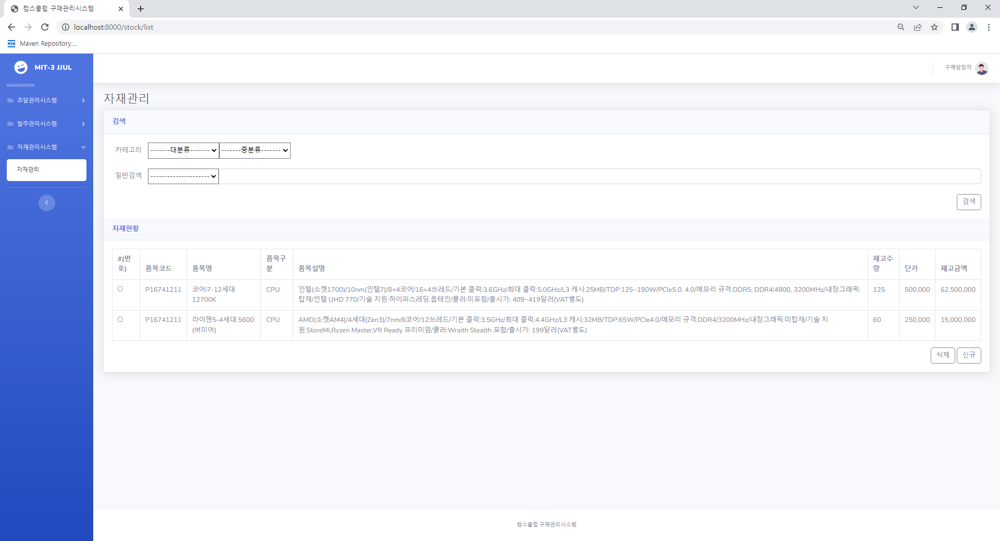 컴스클럽 구매관리시스템
localhost:8000/stock/list
Maven Repository:...
MIT-3 JJUL
구매담당자
NAVIGATION
조달관리시스템
발주관리시스템
자재관리시스템
자재관리
자재관리
검색
카테고리 -------대분류------- -------중분류-------
일반검색 ---------------------
검색
자재현황
#(번호) 품목코드 품목명 품목구분 품목설명 재고수량 단가 재고금액
P16741211 코어i7-12세대 CPU 인텔(소켓1700)/10nm(인텔7)/8+4코어/16+4쓰레드/기본 클럭:3.6GHz/최대 클럭:5.0GHz/L3 캐시:25MB/TDP:125~190W/PCIe5.0, 4.0/메모리 규격:DDR5, DDR4/4800, 3200MHz/내장그래픽: 125 500,000 62,500,000
12700K 탑재/인텔 UHD 770/기술 지원:하이퍼스레딩,옵테인/쿨러:미포함/출시가: 409~419달러(VAT별도)
P16741211 라이젠5-4세대 5600 CPU AMD(소켓AM4)/4세대(Zen3)/7nm/6코어/12쓰레드/기본 클럭:3.5GHz/최대 클럭:4.4GHz/L3 캐시:32MB/TDP:65W/PCIe4.0/메모리 규격:DDR4/3200MHz/내장그래픽:미탑재/기술 지 60 250,000 15,000,000
(버미어) 원:StoreMI,Ryzen Master,VR Ready 프리미엄/쿨러:Wraith Stealth 포함/출시가: 199달러(VAT별도)
삭제 신규
컴스클럽 구매관리시스템